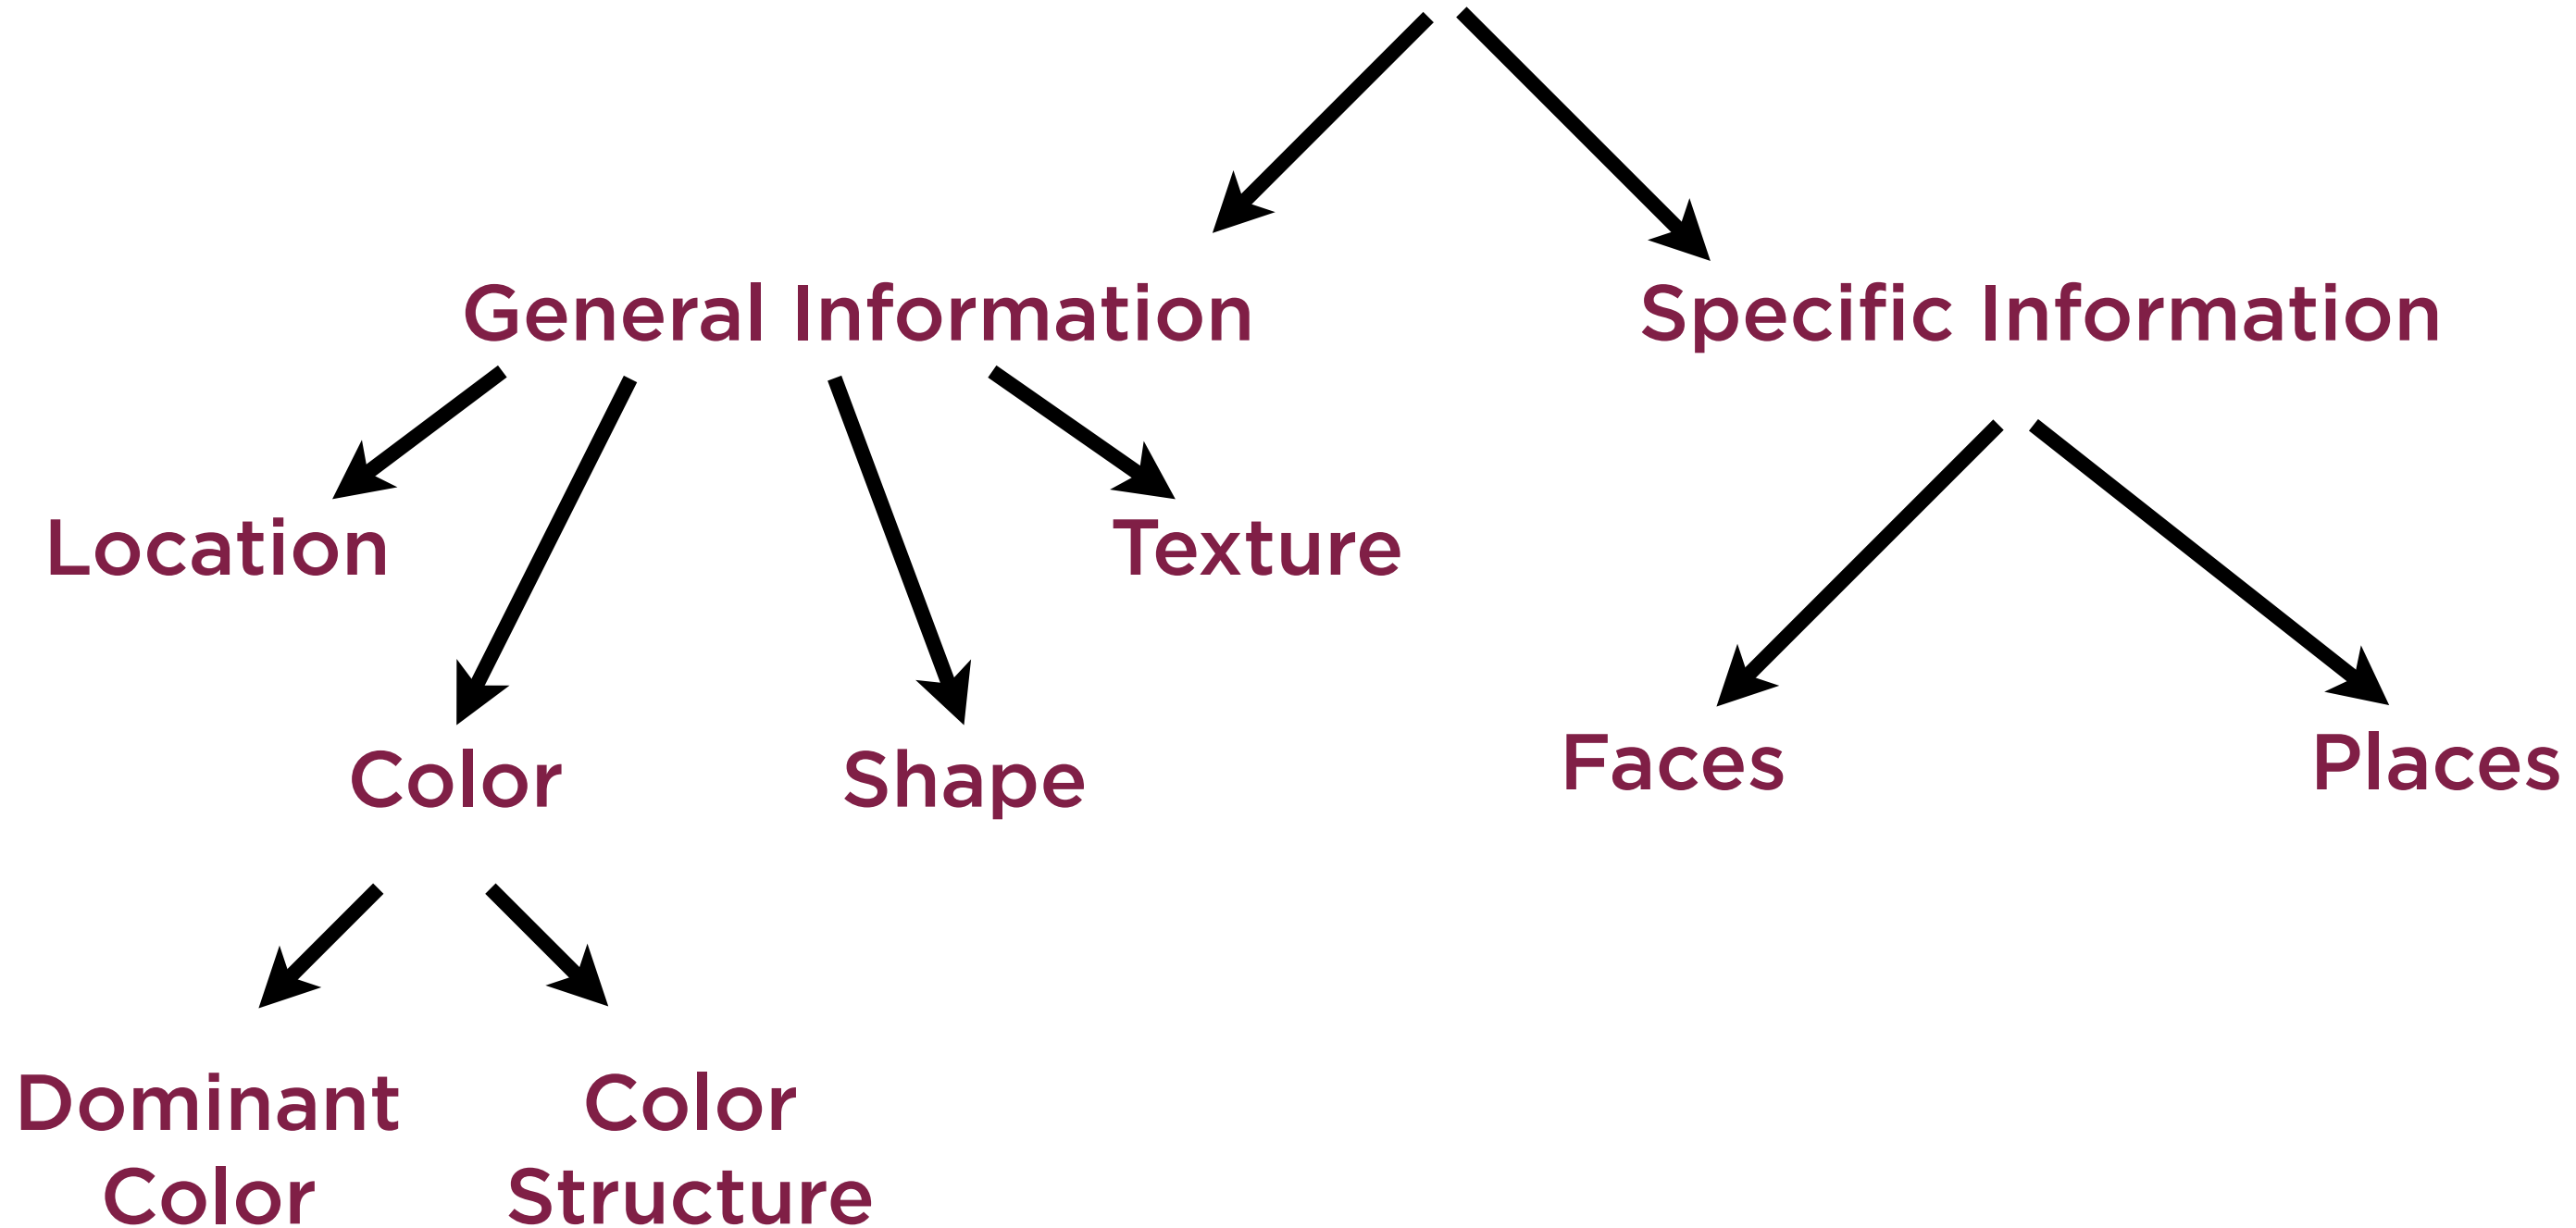 General Information
Specific Information
Location
Texture
Color
Shape
Faces
Places
Dominant
Color
Color
Structure